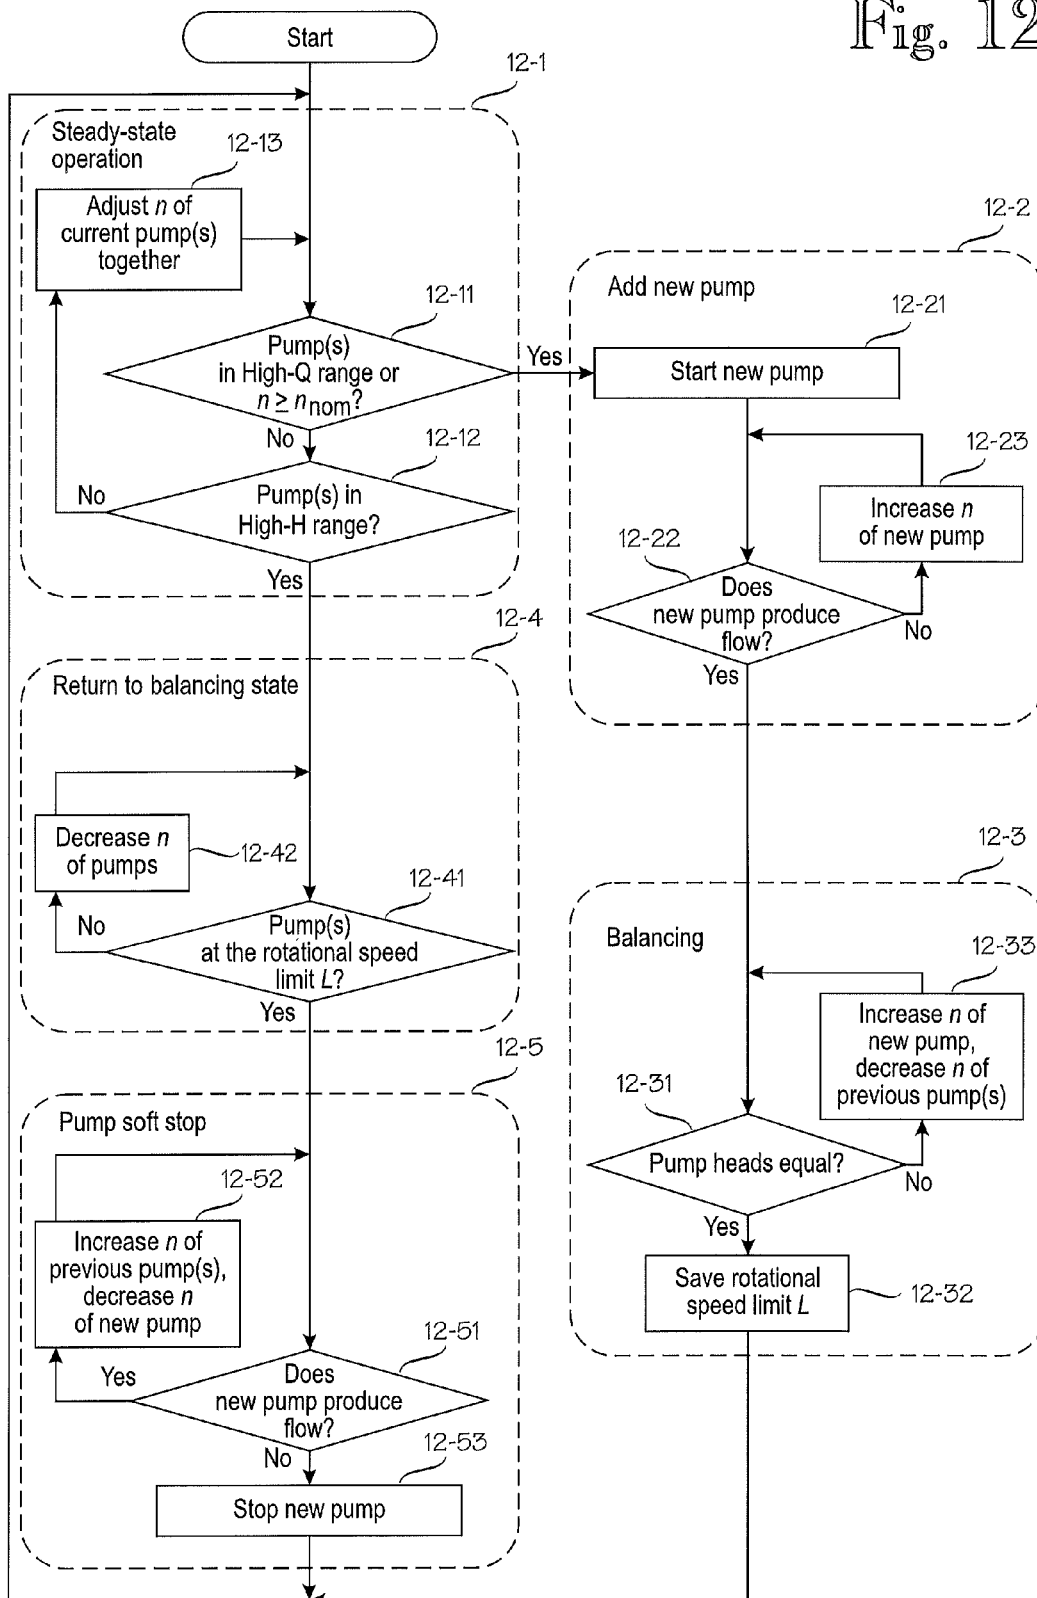 Fig. 12
Start
12-1
Steady-state
operation
12-13
Adjust n of
current pump(s)
together
12-11
Pump(s)
in High-Q range or
n ≥ nnom?
Yes
No
12-12
Pump(s) in
High-H range?
No
Yes
12-2
Add new pump
12-21
Start new pump
12-23
Increase n
of new pump
12-22
Does
new pump produce
flow?
No
Yes
12-4
Return to balancing state
Decrease n
of pumps
12-42
12-41
Pump(s)
at the rotational speed
limit L?
No
Yes
12-3
Balancing
12-33
Increase n of
new pump,
decrease n of
previous pump(s)
12-31
Pump heads equal?
No
Yes
Save rotational
speed limit L
12-32
12-5
Pump soft stop
12-52
Increase n of
previous pump(s),
decrease n
of new pump
12-51
Does
new pump produce
flow?
Yes
No
12-53
Stop new pump